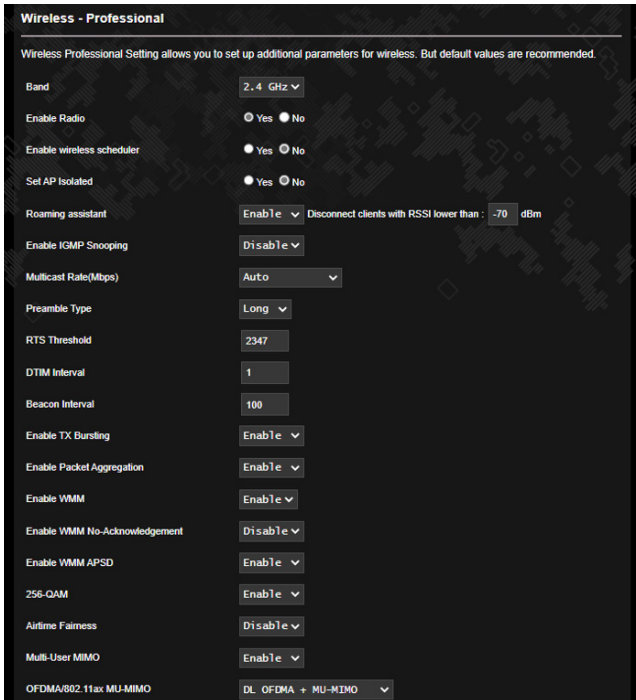 Wireless - Professional
Wireless Professional Setting allows you to set up additional parameters for wireless. But default values are recommended.
Band 2.4 GHz
Enable Radio Yes No
Enable wireless scheduler Yes No
Set AP Isolated Yes No
Roaming assistant Enable Disconnect clients with RSSI lower than : -70 dBm
Enable IGMP Snooping Disable
Multicast Rate(Mbps) Auto
Preamble Type Long
RTS Threshold 2347
DTIM Interval 1
Beacon Interval 100
Enable TX Bursting Enable
Enable Packet Aggregation Enable
Enable WMM Enable
Enable WMM No-Acknowledgement Disable
Enable WMM APSD Enable
256-QAM Enable
Airtime Fairness Disable
Multi-User MIMO Enable
OFDMA/802.11ax MU-MIMO DL OFDMA + MU-MIMO